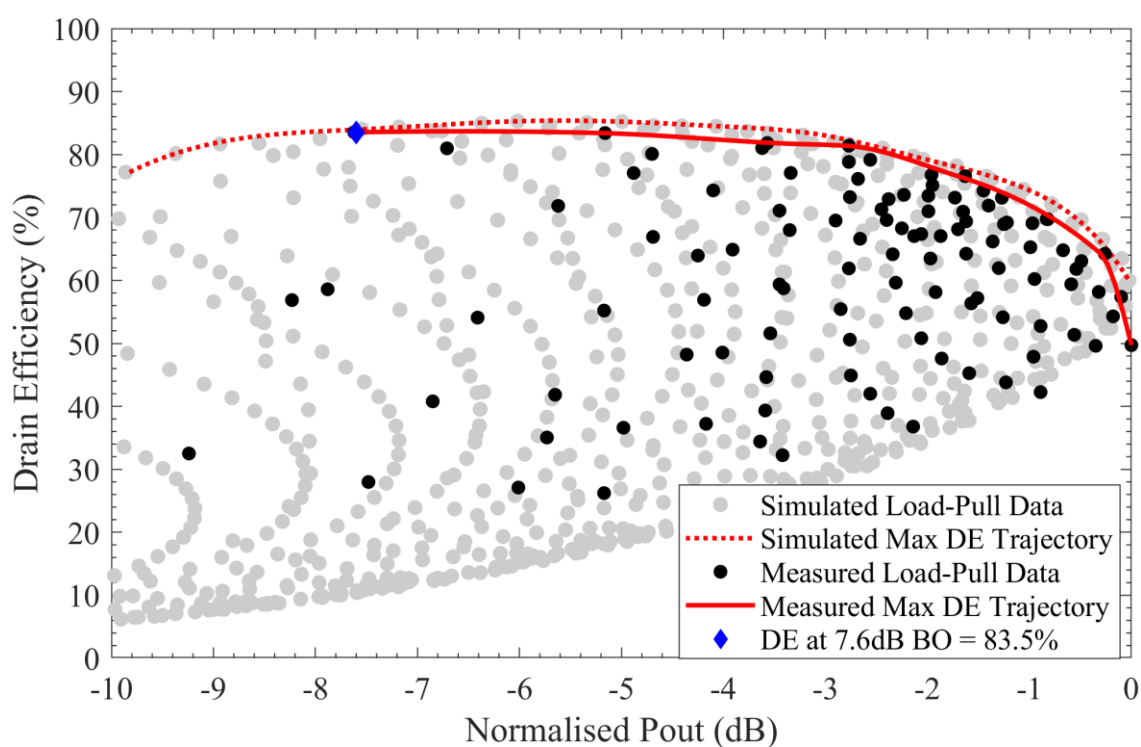 100
90
80
70
60
50
40
30
20
10
0
Drain Efficiency (%)
-10 -9 -8 -7 -6 -5 -4 -3 -2 -1 0
Normalised Pout (dB)
Simulated Load-Pull Data
Simulated Max DE Trajectory
Measured Load-Pull Data
Measured Max DE Trajectory
DE at 7.6dB BO = 83.5%